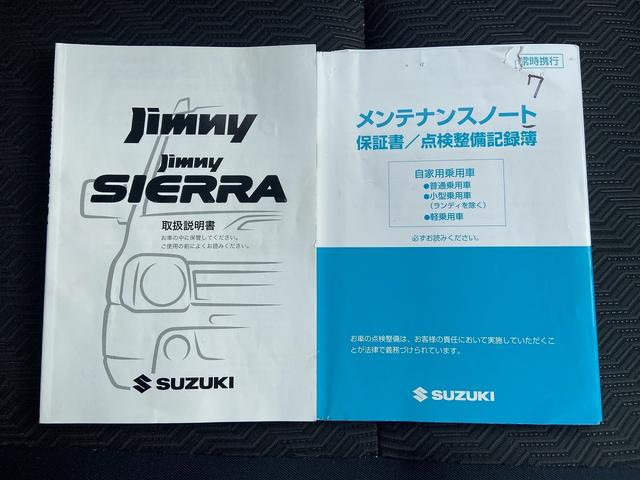 Jimny
Jimny
SIERRA
取扱説明書
お車の中に保管してください。
ご使用の前によくお読みください。
SUZUKI
常時携行
7
メンテナンスノート
保証書/点検整備記録簿
自家用乗用車
●普通乗用車
●小型乗用車
(ランディを除く)
●軽乗用車
必ずお読みください。
お車の点検整備は、お客様の責任において実施していただくこ
とが法律で義務づけられています。
SUZUKI